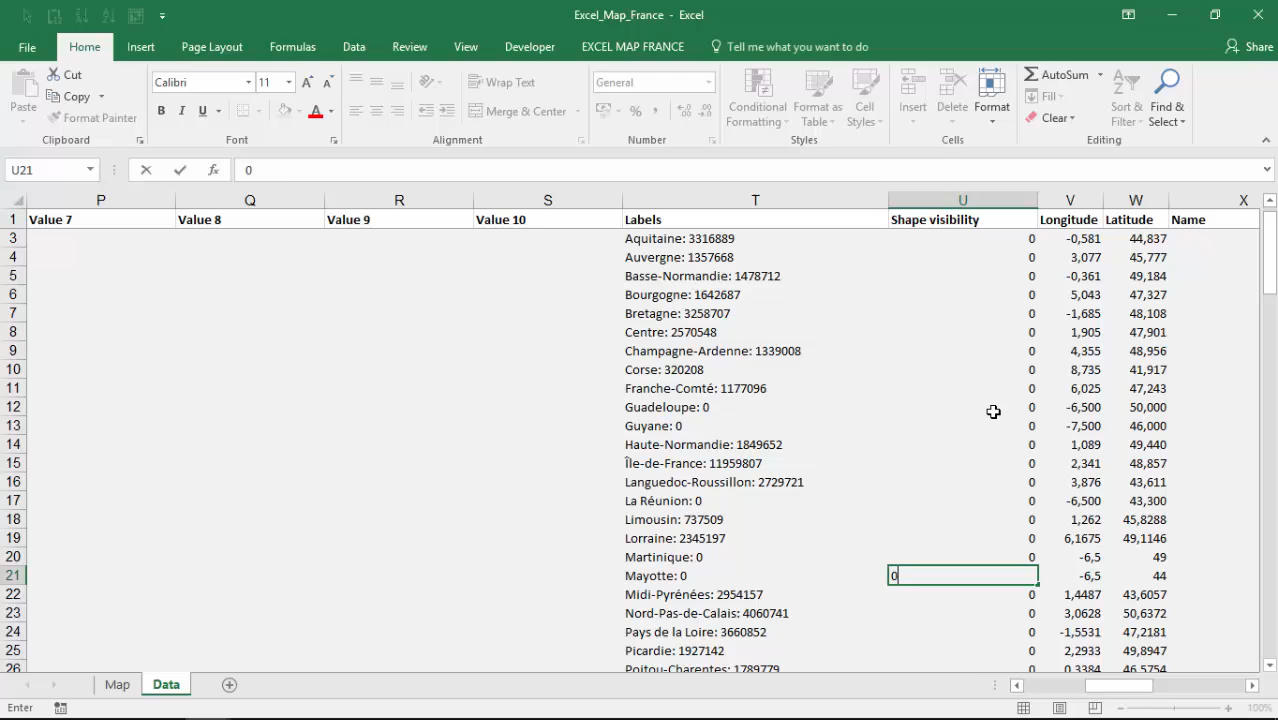 Excel_Map_France - Excel
File Home Insert Page Layout Formulas Data Review View Developer EXCEL MAP FRANCE Tell me what you want to do Share
Paste Cut Copy Format Painter Clipboard
Calibri 11 B I U A Font
Wrap Text Merge & Center Alignment
General % , Number
Conditional Formatting Format as Table Cell Styles Styles
Insert Delete Format Cells
AutoSum Fill Clear Sort & Filter Find & Select Editing
U21 fx 0
P Q R S T U V W X
1 Value 7 Value 8 Value 9 Value 10 Labels Shape visibility Longitude Latitude Name
3 Aquitaine: 3316889 0 -0,581 44,837
4 Auvergne: 1357668 0 3,077 45,777
5 Basse-Normandie: 1478712 0 -0,361 49,184
6 Bourgogne: 1642687 0 5,043 47,327
7 Bretagne: 3258707 0 -1,685 48,108
8 Centre: 2570548 0 1,905 47,901
9 Champagne-Ardenne: 1339008 0 4,355 48,956
10 Corse: 320208 0 8,735 41,917
11 Franche-Comté: 1177096 0 6,025 47,243
12 Guadeloupe: 0 0 -6,500 50,000
13 Guyane: 0 0 -7,500 46,000
14 Haute-Normandie: 1849652 0 1,089 49,440
15 Île-de-France: 11959807 0 2,341 48,857
16 Languedoc-Roussillon: 2729721 0 3,876 43,611
17 La Réunion: 0 0 -6,500 43,300
18 Limousin: 737509 0 1,262 45,8288
19 Lorraine: 2345197 0 6,1675 49,1146
20 Martinique: 0 0 -6,5 49
21 Mayotte: 0 0 -6,5 44
22 Midi-Pyrénées: 2954157 0 1,4487 43,6057
23 Nord-Pas-de-Calais: 4060741 0 3,0628 50,6372
24 Pays de la Loire: 3660852 0 -1,5531 47,2181
25 Picardie: 1927142 0 2,2933 49,8947
26 Poitou-Charentes: 1789779 0 0,3384 46,5754
Map Data
Enter 100%